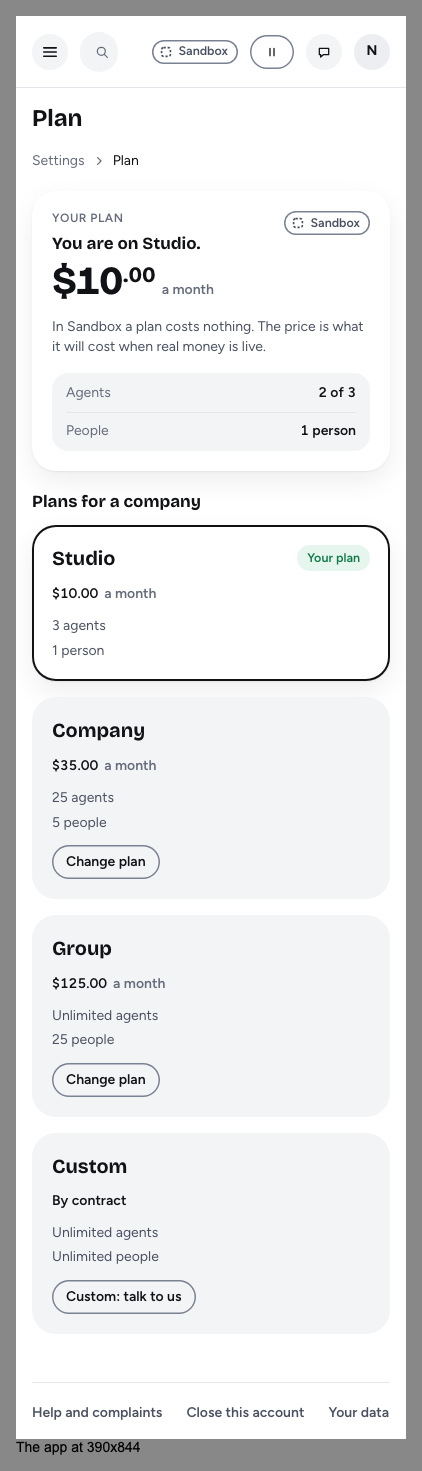 Sandbox
N
Plan
Settings > Plan
YOUR PLAN
Sandbox
You are on Studio.
$10.00 a month
In Sandbox a plan costs nothing. The price is what
it will cost when real money is live.
Agents 2 of 3
People 1 person
Plans for a company
Studio Your plan
$10.00 a month
3 agents
1 person
Company
$35.00 a month
25 agents
5 people
Change plan
Group
$125.00 a month
Unlimited agents
25 people
Change plan
Custom
By contract
Unlimited agents
Unlimited people
Custom: talk to us
Help and complaints Close this account Your data
The app at 390x844